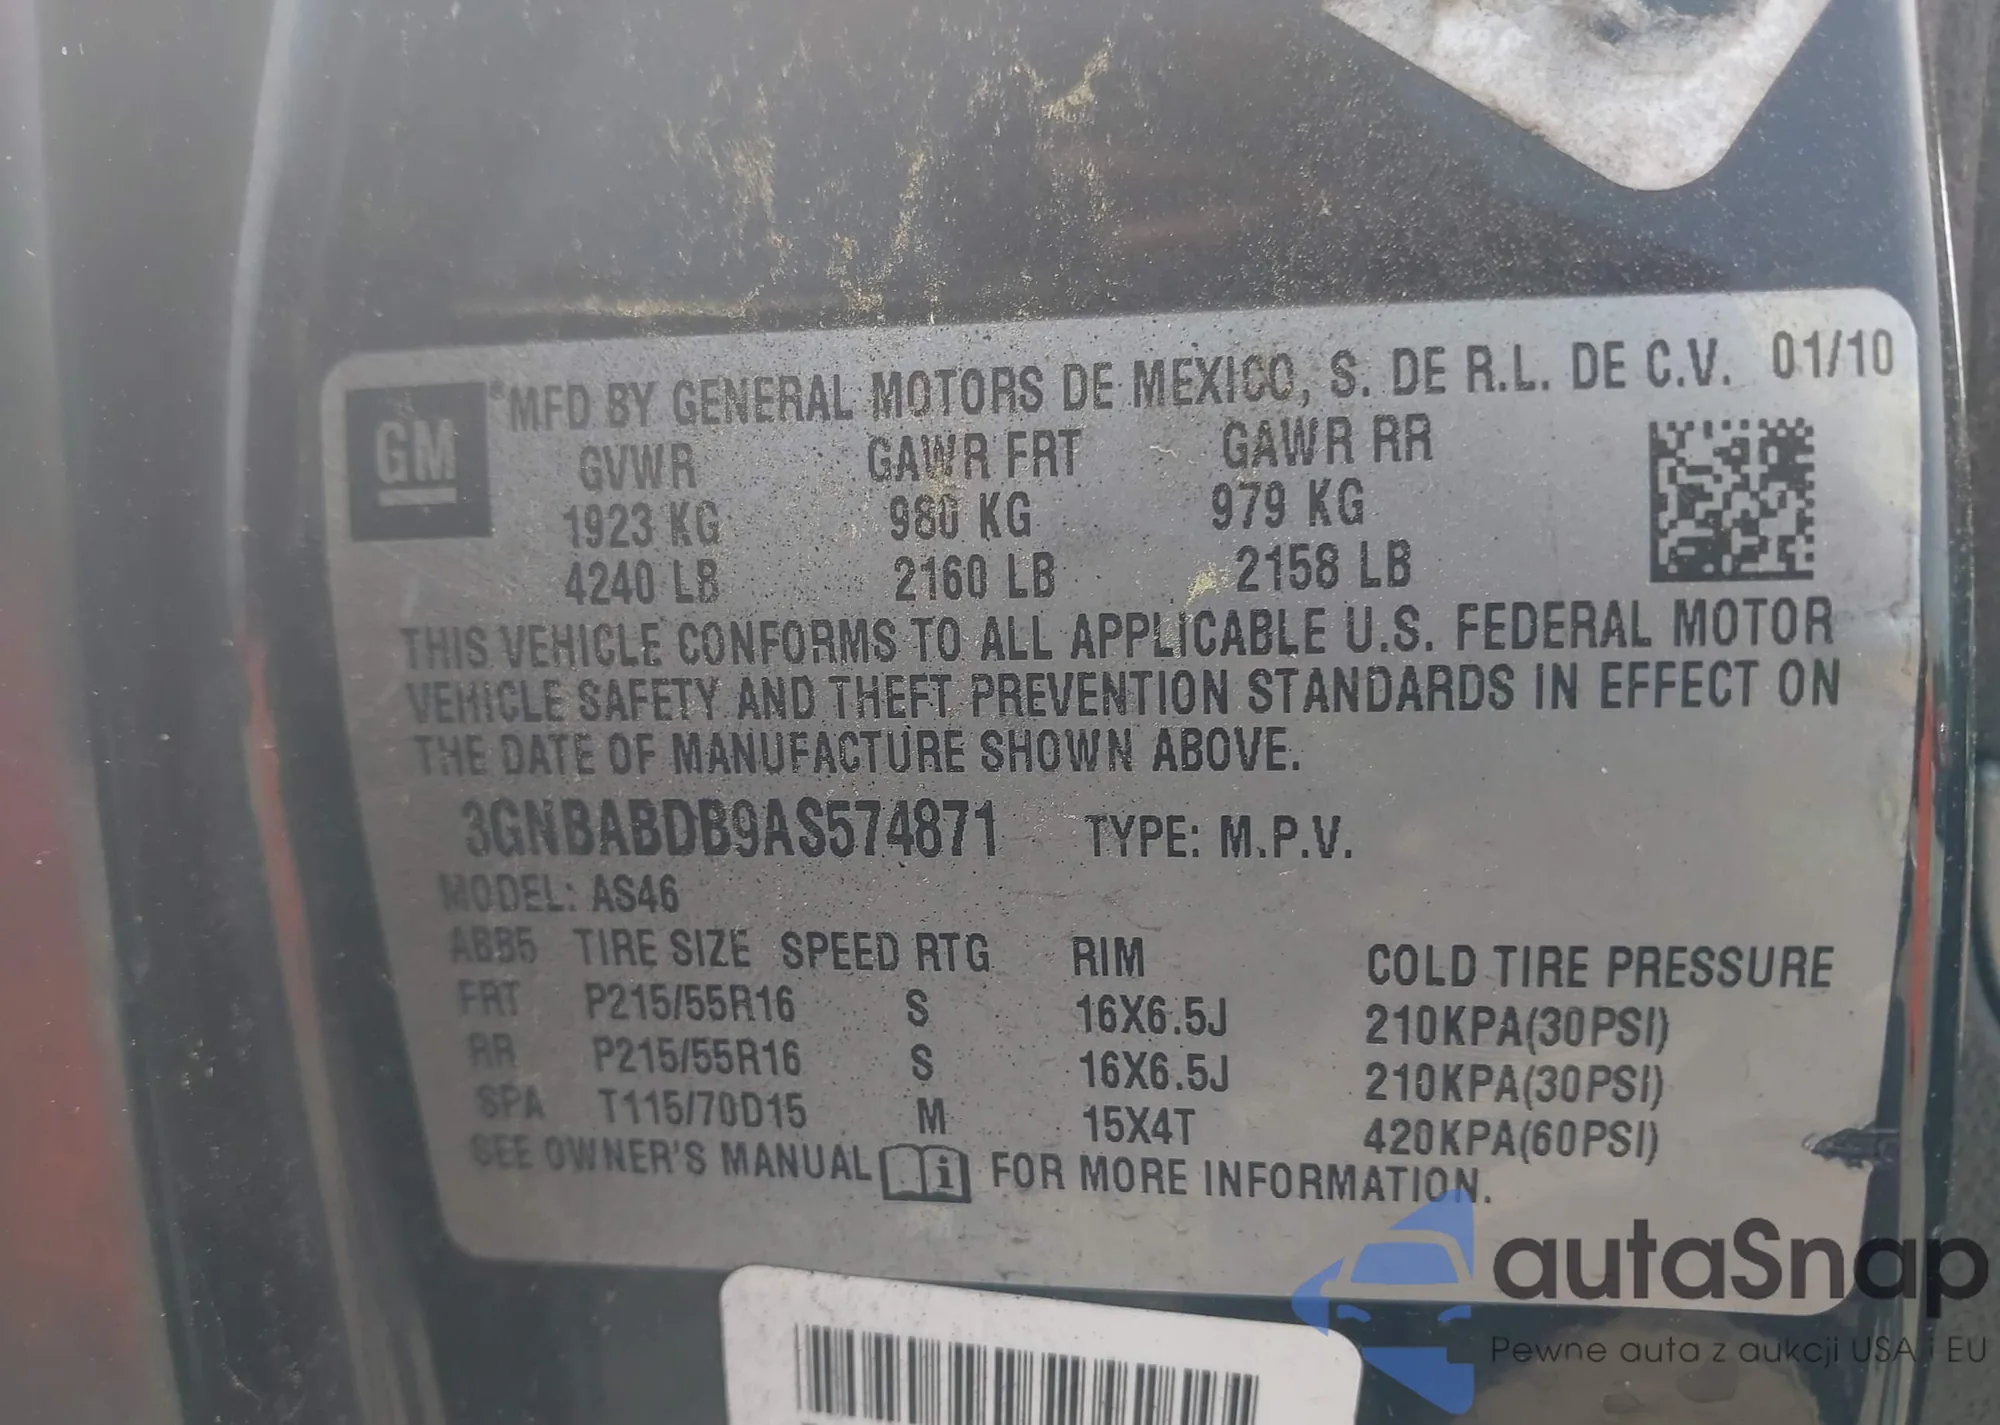 GM
MFD BY GENERAL MOTORS DE MEXICO, S. DE R.L. DE C.V. 01/10
GVWR GAWR FRT GAWR RR
1923 KG 980 KG 979 KG
4240 LB 2160 LB 2158 LB
THIS VEHICLE CONFORMS TO ALL APPLICABLE U.S. FEDERAL MOTOR
VEHICLE SAFETY AND THEFT PREVENTION STANDARDS IN EFFECT ON
THE DATE OF MANUFACTURE SHOWN ABOVE.
3GNBABDB9AS574871 TYPE: M.P.V.
MODEL: AS46
ABB5 TIRE SIZE SPEED RTG RIM COLD TIRE PRESSURE
FRT P215/55R16 S 16X6.5J 210KPA(30PSI)
RR P215/55R16 S 16X6.5J 210KPA(30PSI)
SPA T115/70D15 M 15X4T 420KPA(60PSI)
SEE OWNER'S MANUAL i FOR MORE INFORMATION.
autaSnap
Pewne auta z aukcji USA i EU